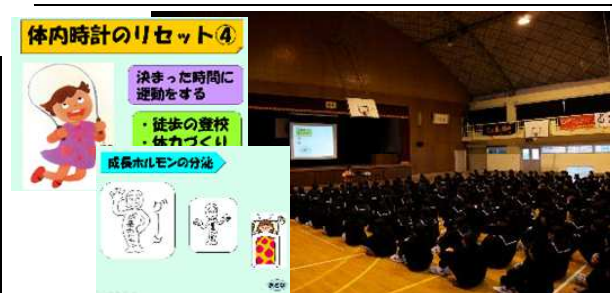 体内時計のリセット④
決まった時間に
運動をする
・徒歩の登校
・体力づくり
成長ホルモンの分泌